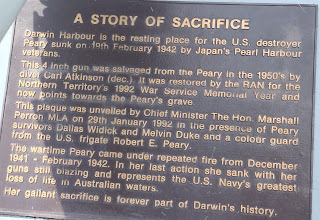 A STORY OF SACRIFICE
Darwin Harbour is the resting place for the U.S. destroyer
Peary sunk on 19th February 1942 by Japan's Pearl Harbour
veterans.
This 4 inch gun was salvaged from the Peary in the 1950's by
diver Carl Atkinson (dec.). It was restored by the RAN for the
Northern Territory's 1992 War Service Memorial Year and
now points towards the Peary's grave.
This plaque was unveiled by Chief Minister The Hon. Marshall
Perron MLA on 29th January 1992 in the presence of Peary
survivors Dallas Widick and Melvin Duke and a colour guard
from the U.S. frigate Robert E. Peary.
The wartime Peary came under repeated fire from December
1941 - February 1942. In her last action she sank with her
guns still blazing and represents the U.S. Navy's greatest
loss of life in Australian waters.
Her gallant sacrifice is forever part of Darwin's history.